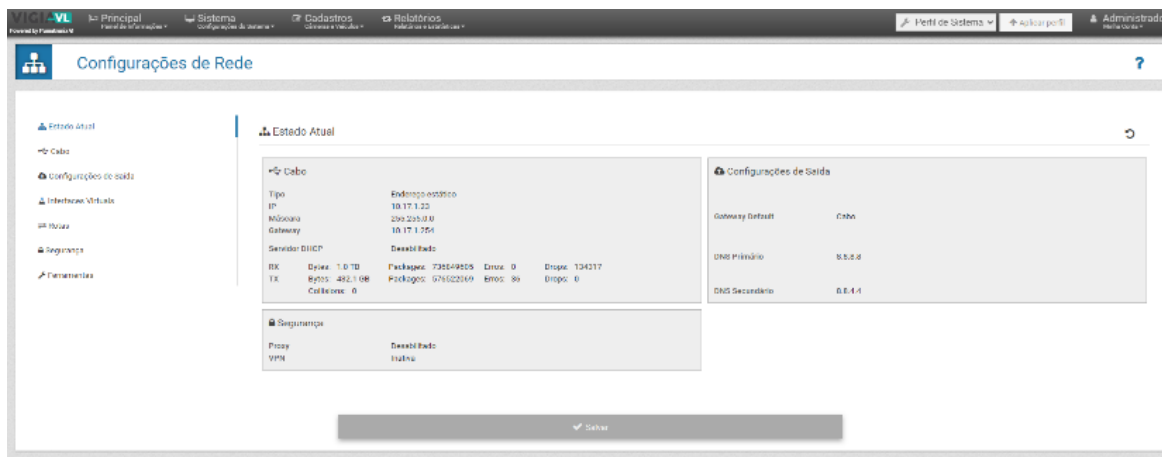 VIGIA VL
Powered by Pumatronix
Principal
Painel de Informações
Sistema
Configurações do Sistema
Cadastros
Câmeras e Veículos
Relatórios
Relatórios e Estatísticas
Perfil de Sistema
Aplicar perfil
Administrado
Minha Conta
Configurações de Rede
?
Estado Atual
Cabo
Configurações de Saída
Interfaces Virtuais
Rotas
Segurança
Ferramentas
Estado Atual
Cabo
Tipo Endereço estático
IP 10.17.1.23
Máscara 255.255.0.0
Gateway 10.17.1.254
Servidor DHCP Desabilitado
RX Bytes: 1.0 TB Packages: Erros: 0 Drops: 134317
TX Bytes: 482,1 GB Packages: Erros: 36 Drops: 0
Collisions: 0
Configurações de Saída
Gateway Default Cabo
DNS Primário 8.8.8.8
DNS Secundário 8.8.4.4
Segurança
Proxy Desabilitado
VPN Inativa
Salvar